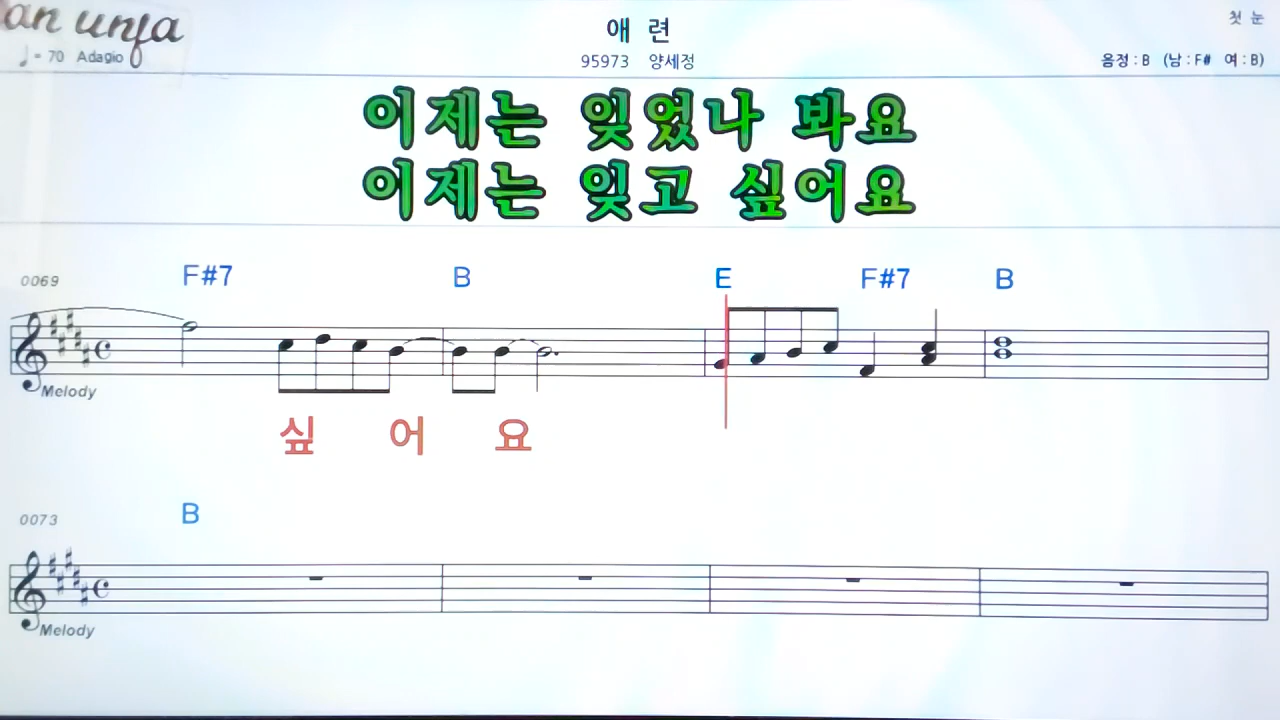 an unfa
애 련
첫 눈
♩= 70 Adagio
95973 양세정
음정 : B (남 : F# 여 : B)
이제는 잊었나 봐요
이제는 잊고 싶어요
0069 F#7 B E F#7 B
Melody
싶 어 요
0073 B
Melody